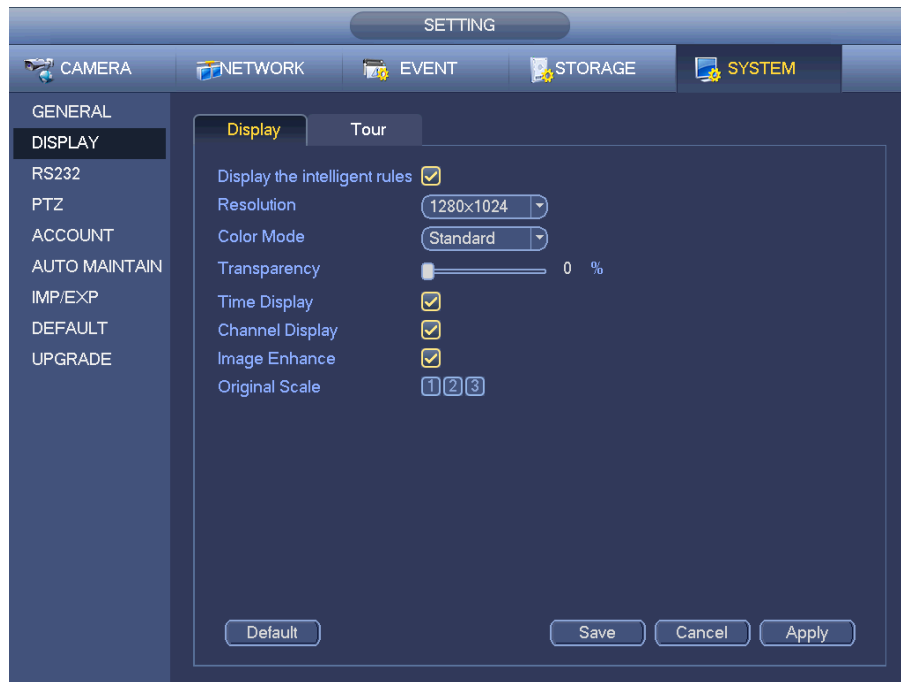 SETTING
CAMERA NETWORK EVENT STORAGE SYSTEM
GENERAL
DISPLAY
RS232
PTZ
ACCOUNT
AUTO MAINTAIN
IMP/EXP
DEFAULT
UPGRADE
Display Tour
Display the intelligent rules
Resolution 1280×1024
Color Mode Standard
Transparency 0 %
Time Display
Channel Display
Image Enhance
Original Scale 1 2 3
Default Save Cancel Apply